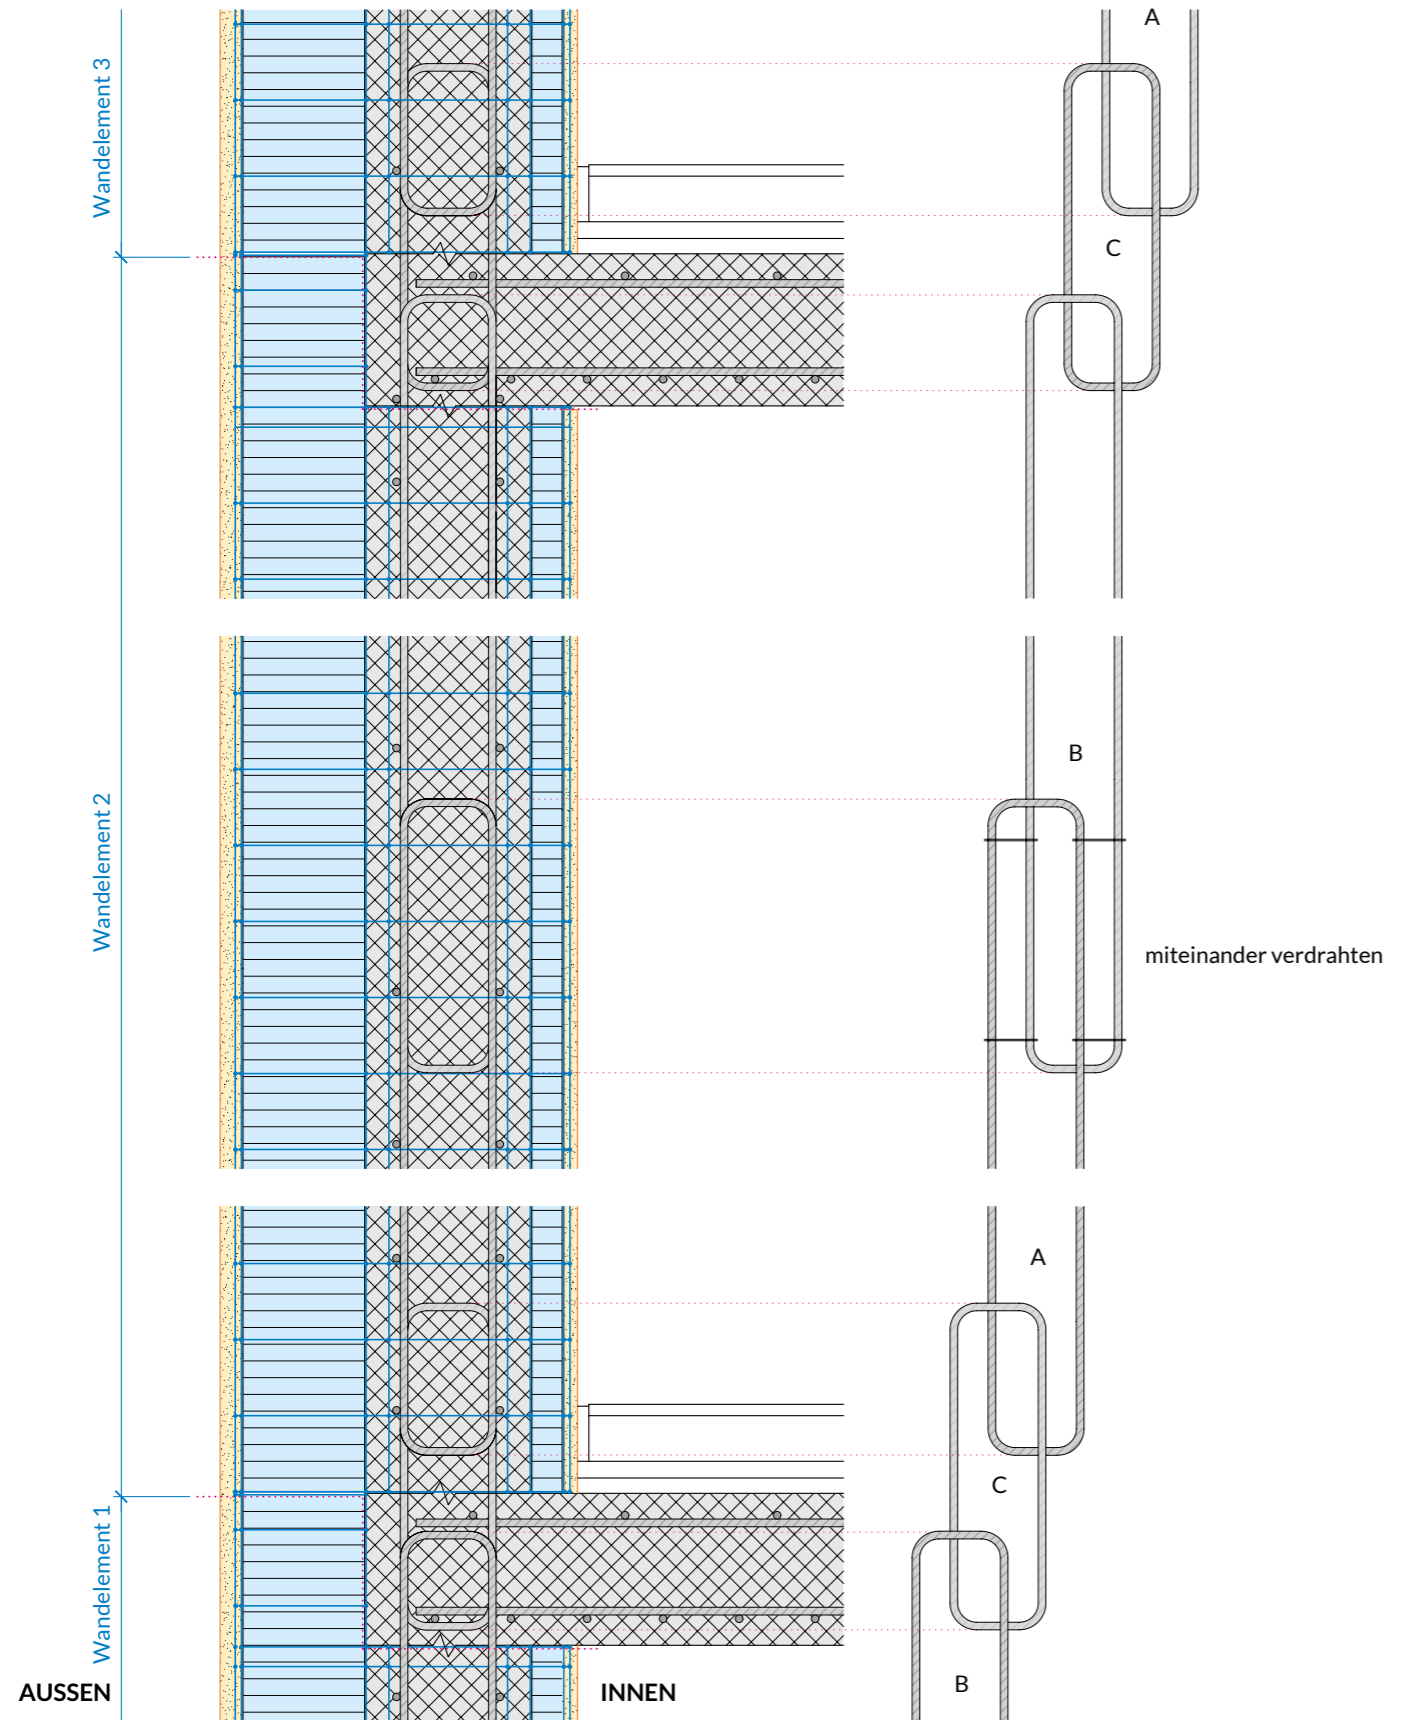 A
Wandelement 3
C
B
Wandelement 2
miteinander verdrahten
A
C
Wandelement 1
B
AUSSEN
INNEN